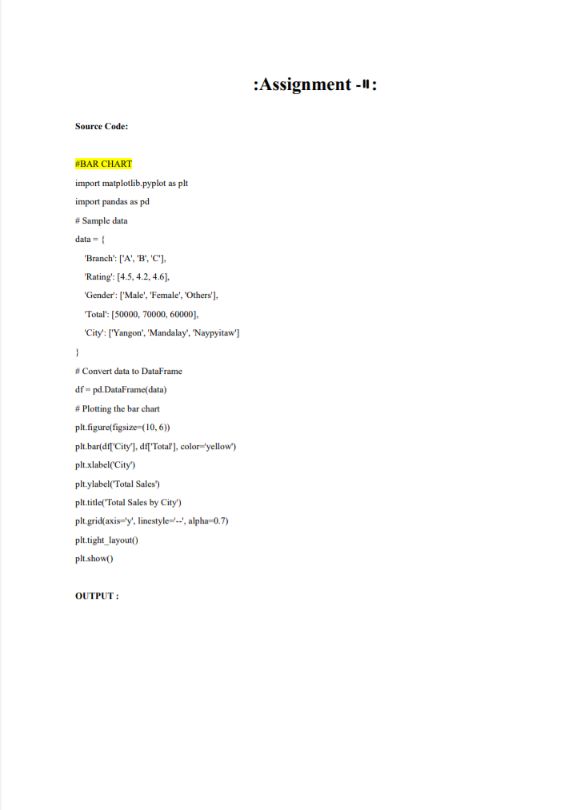 :Assignment -II:
Source Code:
#BAR CHART
import matplotlib.pyplot as plt
import pandas as pd
# Sample data
data = {
'Branch': ['A', 'B', 'C'],
'Rating': [4.5, 4.2, 4.6],
'Gender': ['Male', 'Female', 'Others'],
'Total': [50000, 70000, 60000],
'City': ['Yangon', 'Mandalay', 'Naypyitaw']
}
# Convert data to DataFrame
df = pd.DataFrame(data)
# Plotting the bar chart
plt.figure(figsize=(10, 6))
plt.bar(df['City'], df['Total'], color='yellow')
plt.xlabel('City')
plt.ylabel('Total Sales')
plt.title('Total Sales by City')
plt.grid(axis='y', linestyle='--', alpha=0.7)
plt.tight_layout()
plt.show()
OUTPUT :